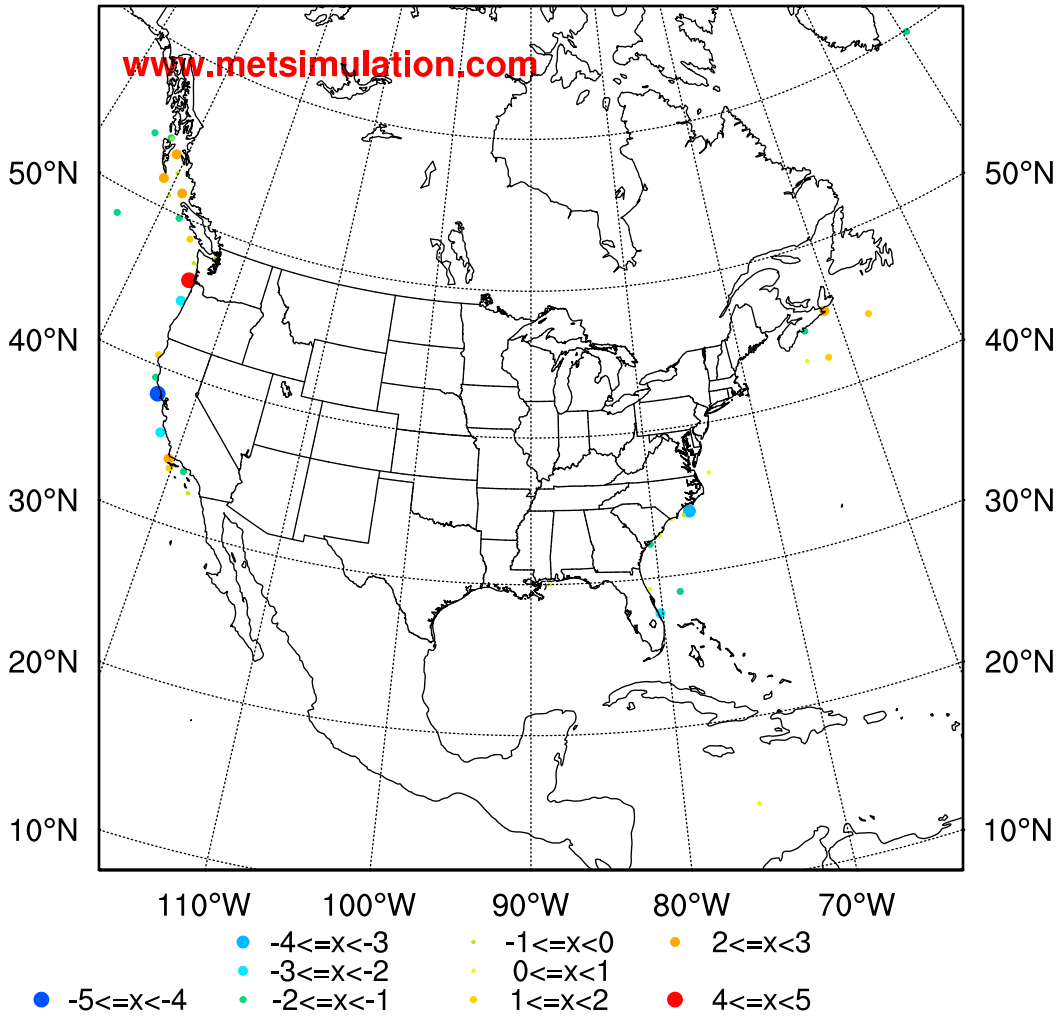 www.metsimulation.com
50°N 50°N
40°N 40°N
30°N 30°N
20°N 20°N
10°N 10°N
110°W 100°W 90°W 80°W 70°W
-4<=x<-3 -1<=x<0 2<=x<3
-3<=x<-2 0<=x<1
-5<=x<-4 -2<=x<-1 1<=x<2 4<=x<5